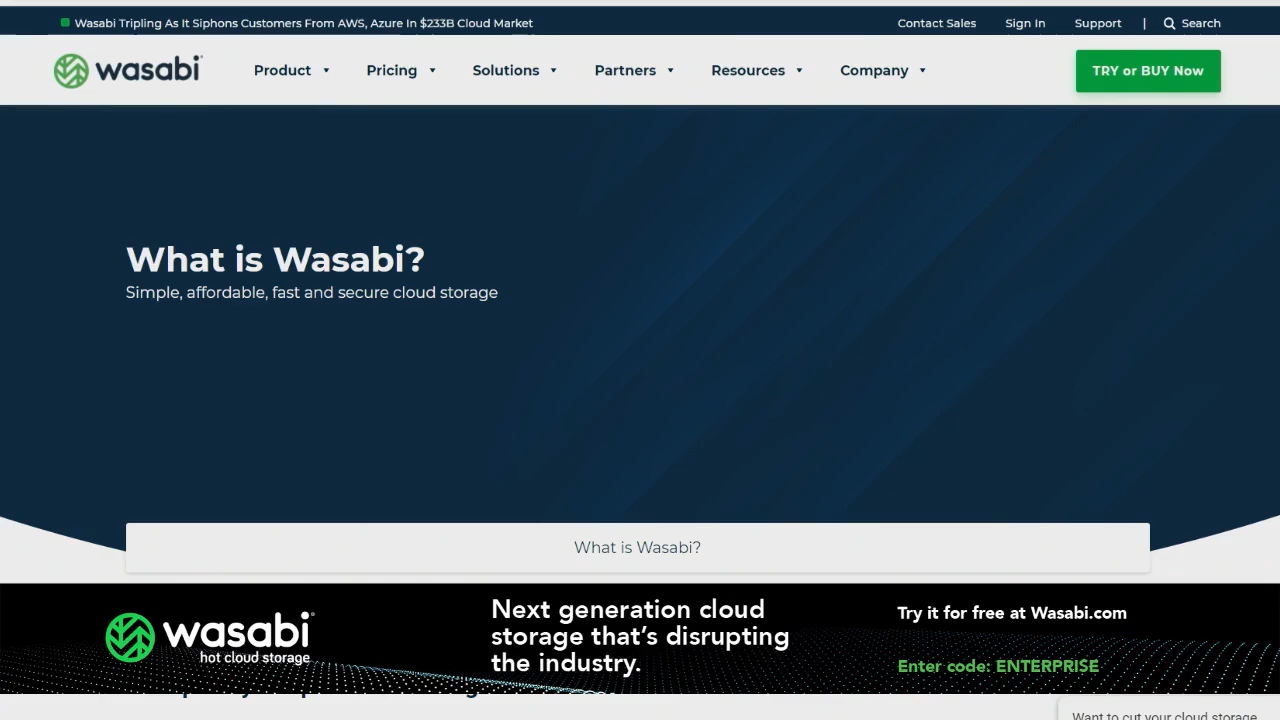 Wasabi Tripling As It Siphons Customers From AWS, Azure In $233B Cloud Market
Contact Sales Sign In Support | Search
wasabi
Product Pricing Solutions Partners Resources Company
TRY or BUY Now
What is Wasabi?
Simple, affordable, fast and secure cloud storage
What is Wasabi?
wasabi
hot cloud storage
Next generation cloud
storage that's disrupting
the industry.
Try it for free at Wasabi.com
Enter code: ENTERPRISE
Want to cut your cloud storage